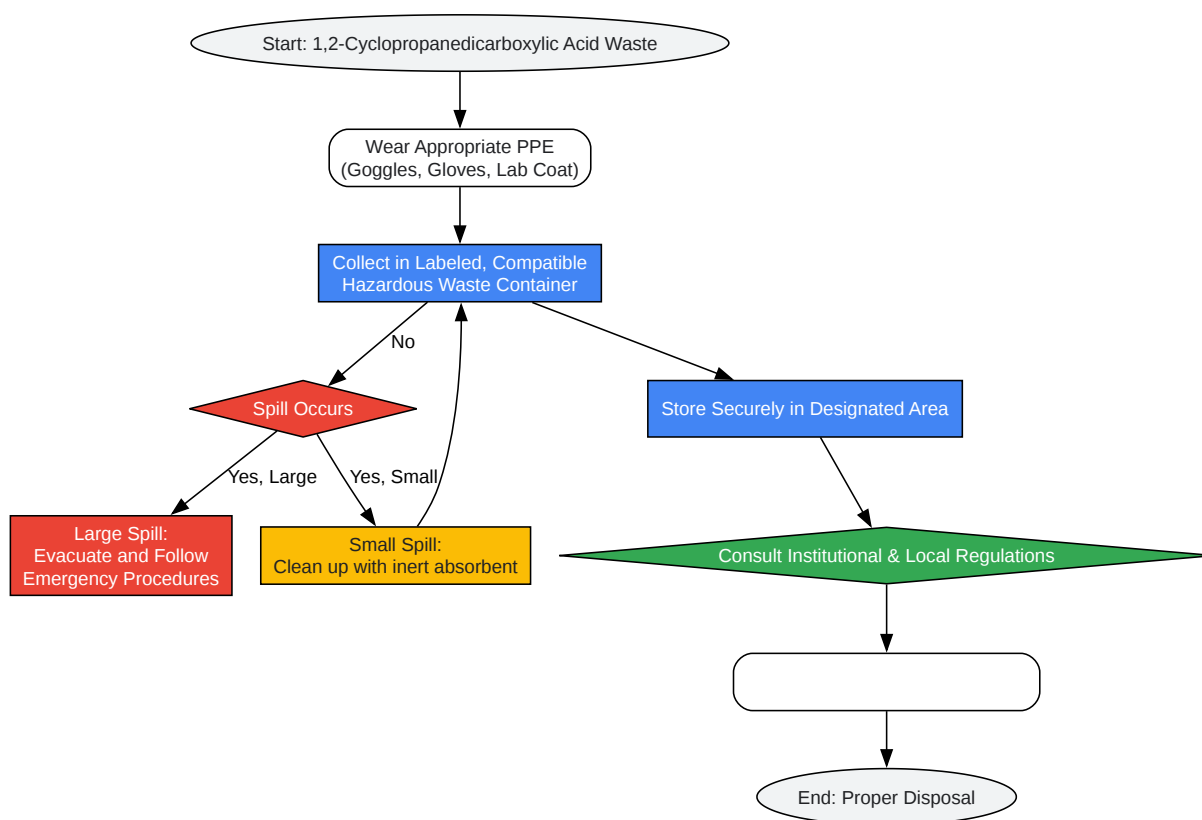 Start: 1,2-Cyclopropanedicarboxylic Acid Waste
Wear Appropriate PPE
(Goggles, Gloves, Lab Coat)
Collect in Labeled, Compatible
Hazardous Waste Container
No
Spill Occurs
Store Securely in Designated Area
Yes, Large
Yes, Small
Large Spill:
Evacuate and Follow
Emergency Procedures
Small Spill:
Clean up with inert absorbent
Consult Institutional & Local Regulations
End: Proper Disposal